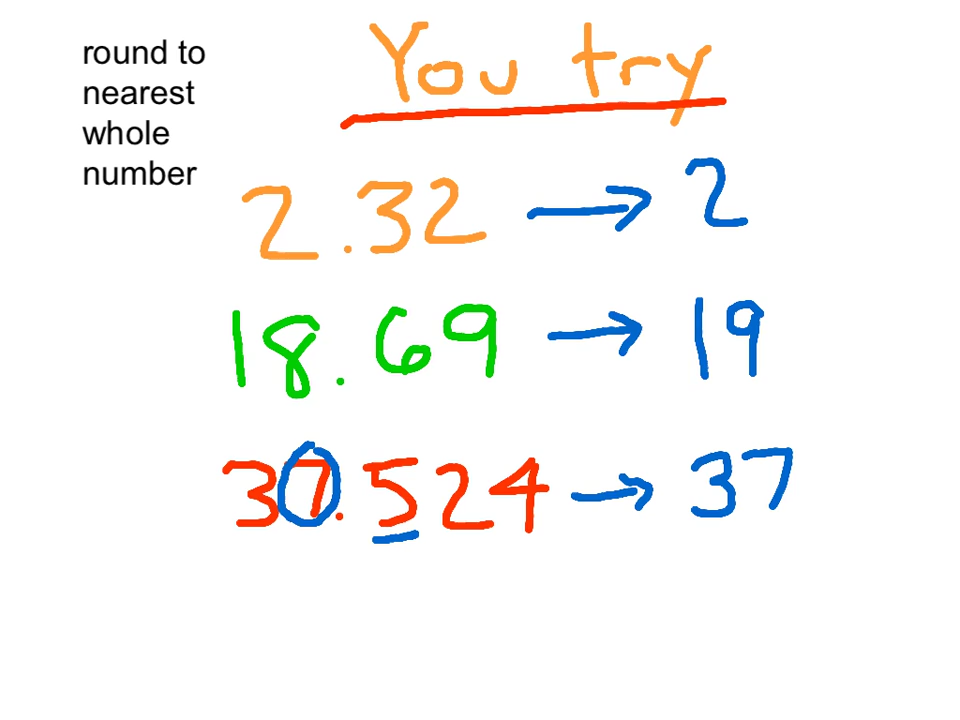 round to
nearest
whole
number
You try
2.32 → 2
18.69 → 19
37.524 → 37